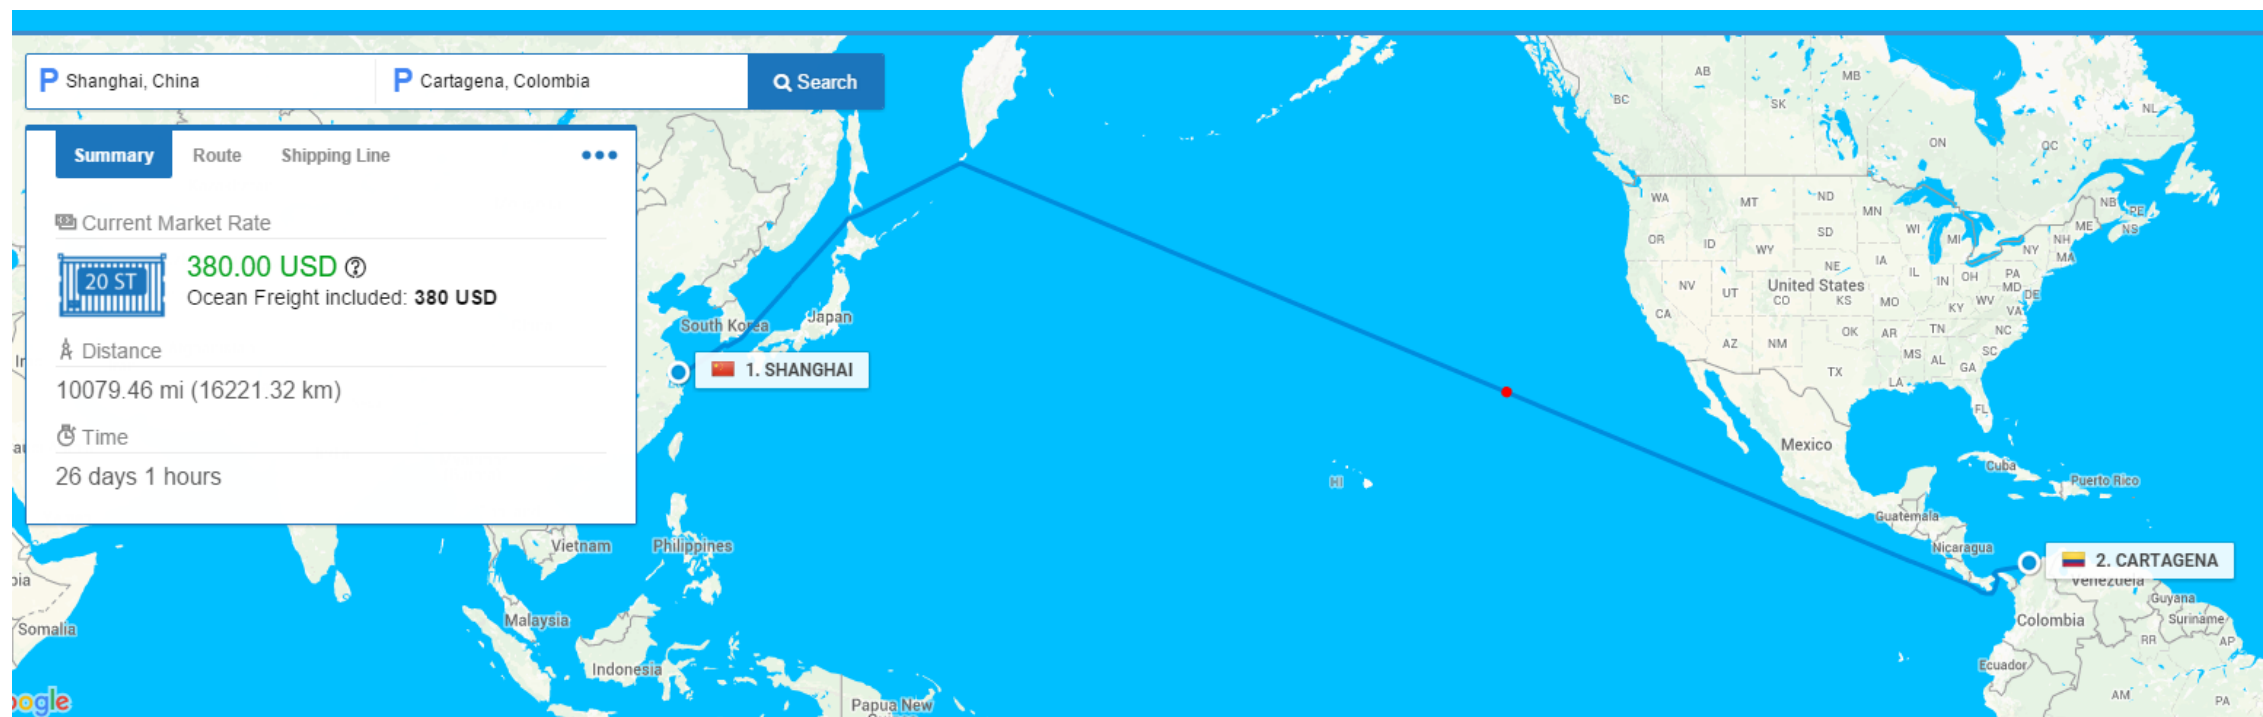 P Shanghai, China
P Cartagena, Colombia
Search
Summary
Route
Shipping Line
Current Market Rate
20 ST
380.00 USD
Ocean Freight included: 380 USD
Distance
10079.46 mi (16221.32 km)
Time
26 days 1 hours
1. SHANGHAI
2. CARTAGENA
South Korea
Japan
Vietnam
Philippines
Malaysia
Indonesia
Papua New
Somalia
HI
AB
MB
BC
SK
NL
ON
QC
WA
MT
ND
MN
NB
PE
ME
NS
OR
ID
SD
WI
MI
NH
NY
MA
WY
IA
NE
IL
IN
OH
PA
MD
DE
NV
UT
United States
CO
KS
MO
KY
WV
VA
CA
OK
AR
TN
NC
AZ
NM
MS
AL
SC
GA
TX
LA
FL
Mexico
Cuba
Puerto Rico
Guatemala
Nicaragua
Venezuela
Guyana
Suriname
Colombia
RR
AP
Ecuador
AM
PA
ogle